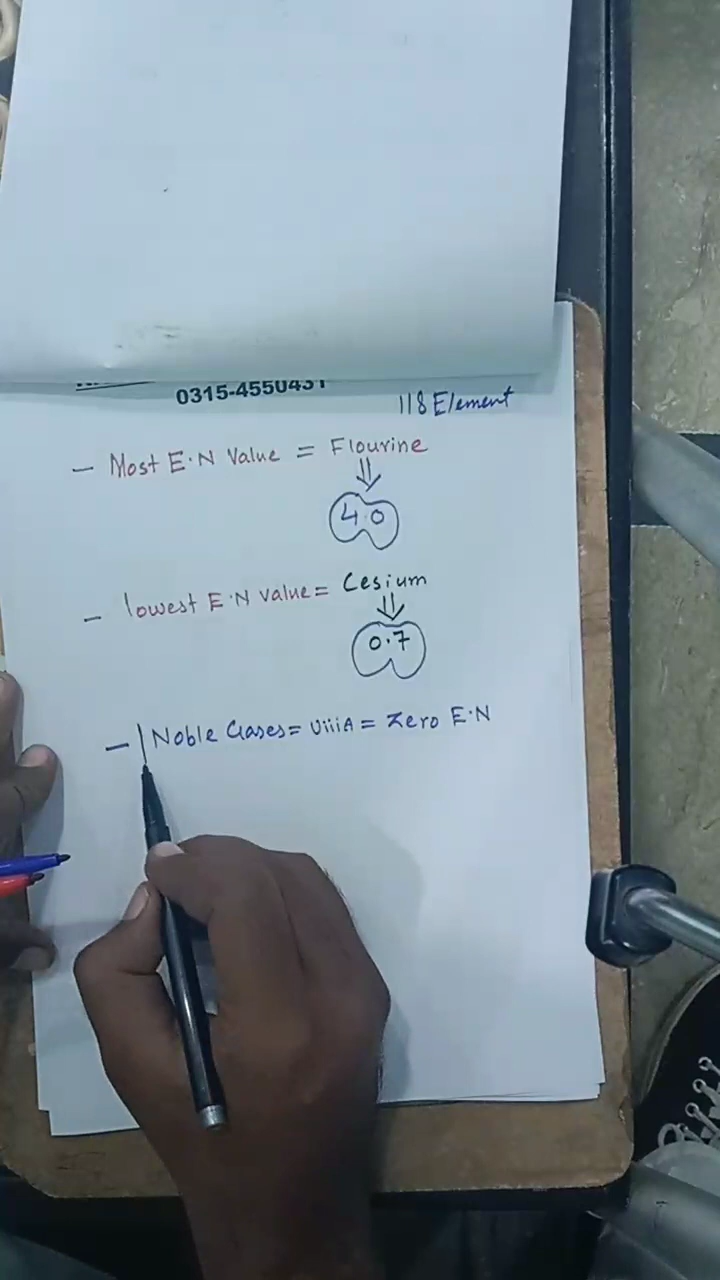 0315-4550431
118 Element
- Most E.N Value = Flourine
4.0
- lowest E.N value = Cesium
0.7
- Noble Gases = viiiA = Zero E.N